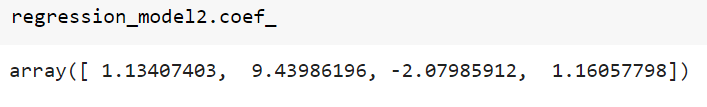 regression_model2.coef_
array([ 1.13407403,  9.43986196, -2.07985912,  1.16057798])